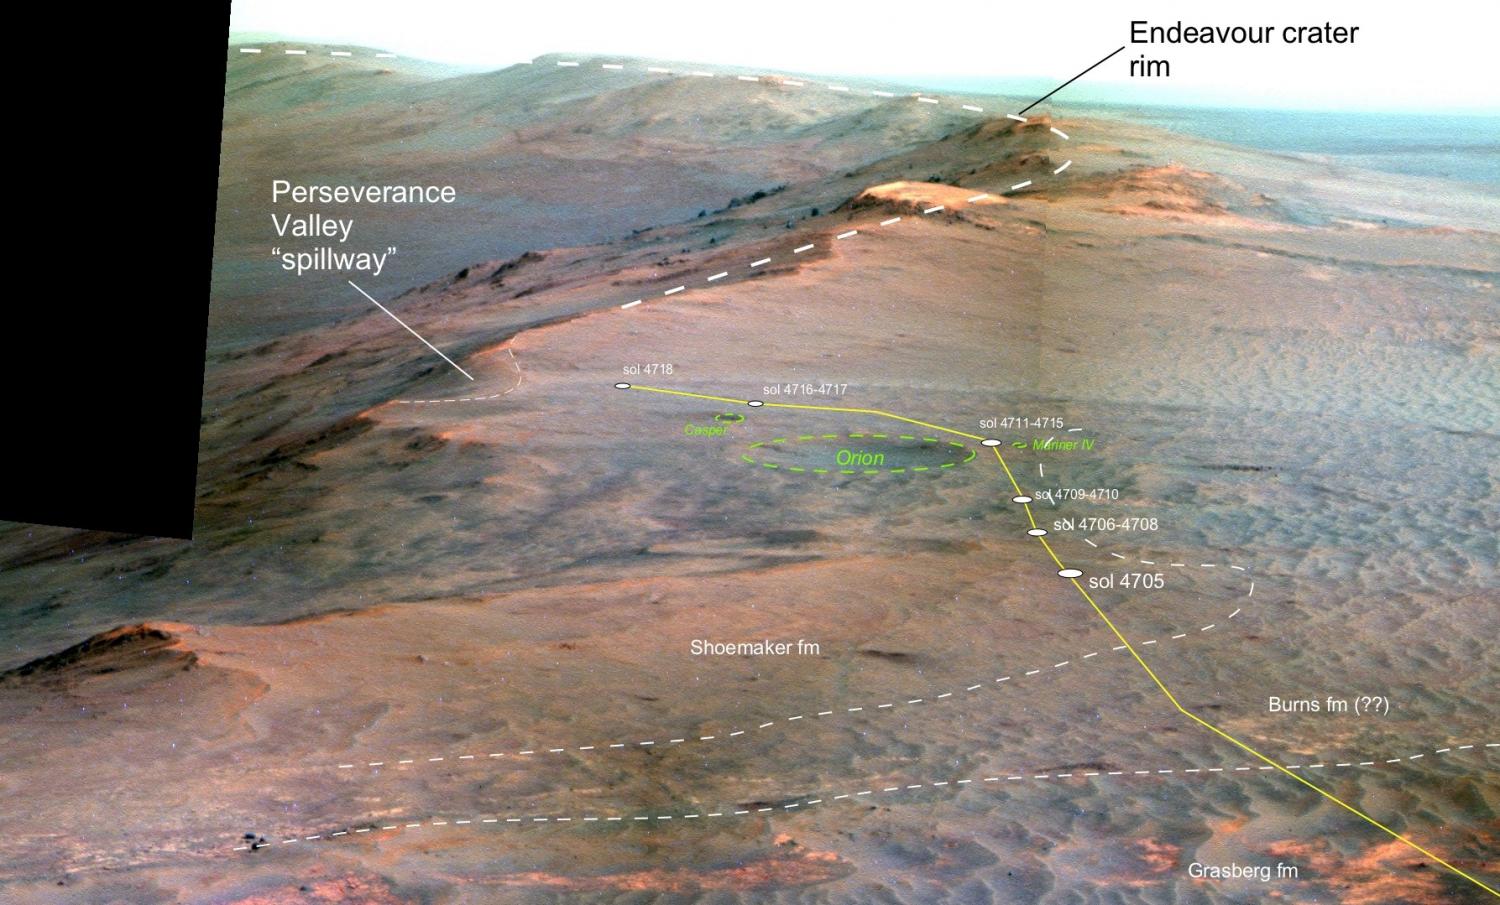 Endeavour crater
rim
Perseverance
Valley
“spillway”
sol 4718
sol 4716-4717
Casper
sol 4711-4715
Orion
Mariner IV
sol 4709-4710
sol 4706-4708
sol 4705
Shoemaker fm
Burns fm (??)
Grasberg fm